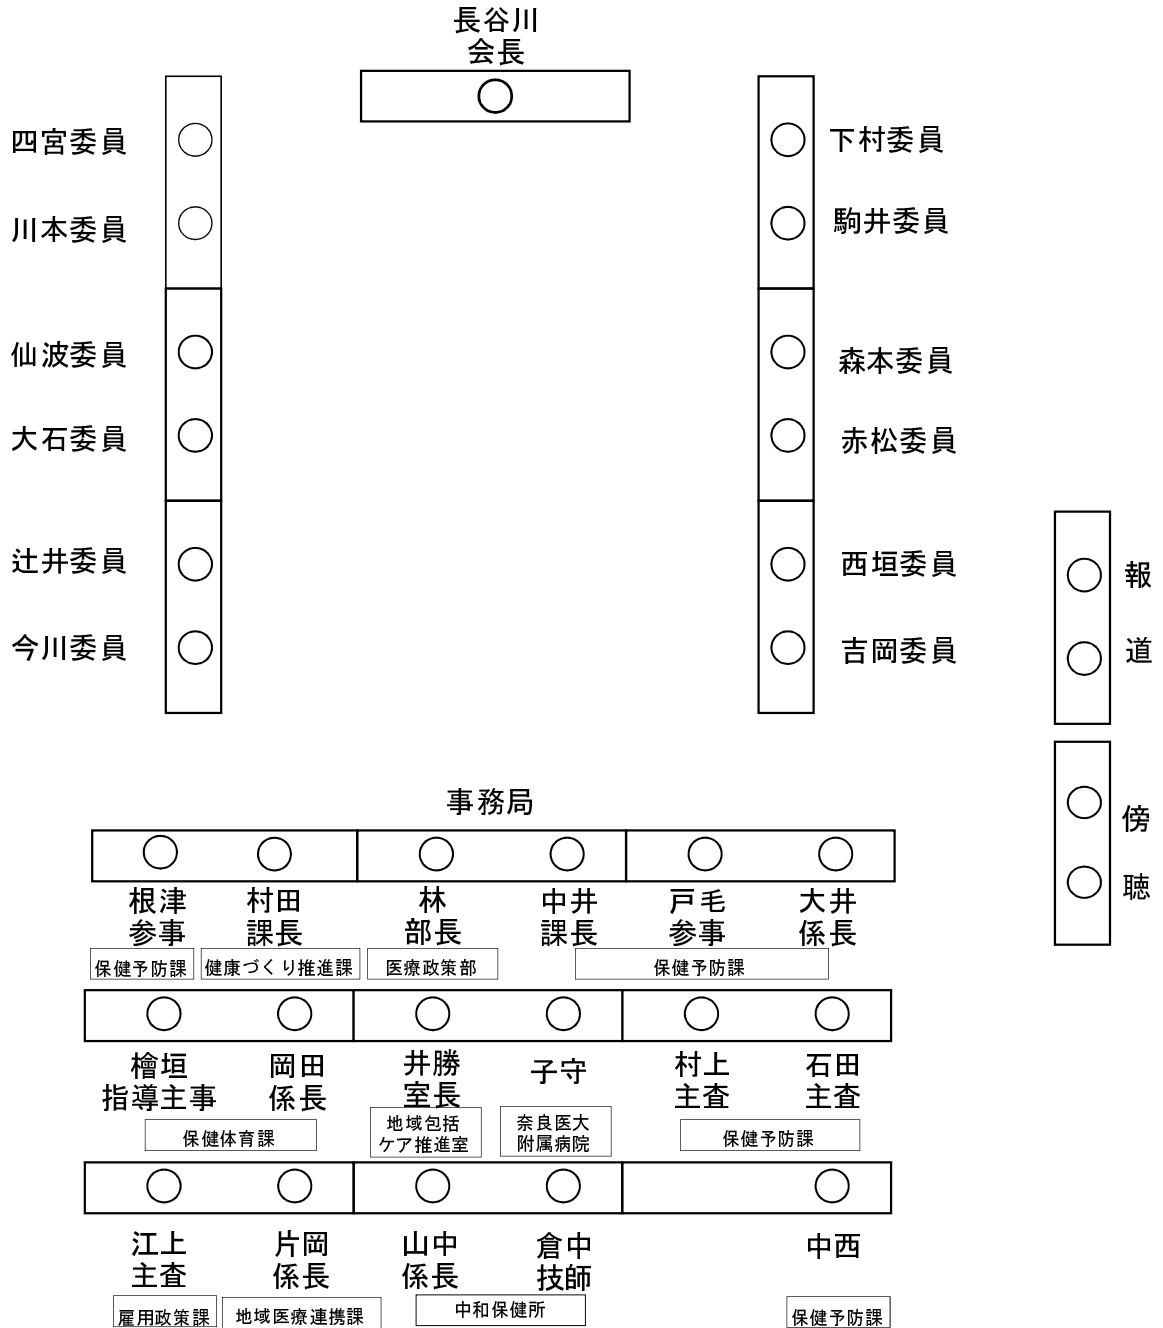 長谷川
会長
四宮委員
下村委員
川本委員
駒井委員
仙波委員
森本委員
大石委員
赤松委員
辻井委員
西垣委員
今川委員
吉岡委員
報
道
傍
聴
事務局
根津
参事
村田
課長
林
部長
中井
課長
戸毛
参事
大井
係長
保健予防課
健康づくり推進課
医療政策部
保健予防課
檜垣
指導主事
岡田
係長
井勝
室長
子守
村上
主査
石田
主査
保健体育課
地域包括
ケア推進室
奈良医大
附属病院
保健予防課
江上
主査
片岡
係長
山中
係長
倉中
技師
中西
雇用政策課
地域医療連携課
中和保健所
保健予防課